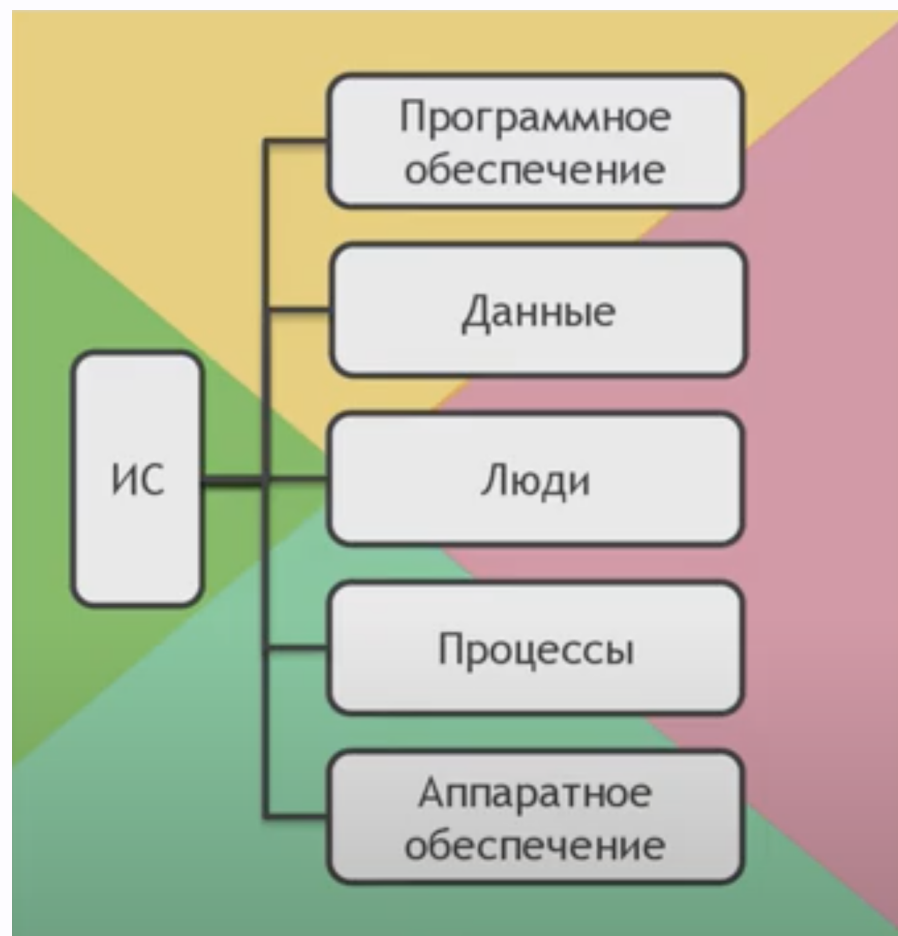 Программное
обеспечение
Данные
ИС
Люди
Процессы
Аппаратное
обеспечение